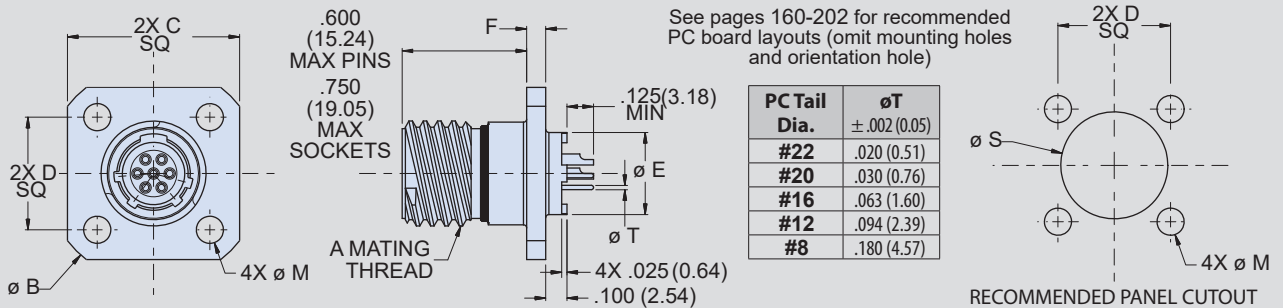 2X C
SQ
2X D
SQ
ø B
4X ø M
.600
(15.24)
MAX PINS
.750
(19.05)
MAX
SOCKETS
F
.125(3.18)
MIN
ø E
ø T
A MATING
THREAD
4X .025 (0.64)
.100 (2.54)
See pages 160-202 for recommended
PC board layouts (omit mounting holes
and orientation hole)
PC Tail
Dia.
øT
± .002 (0.05)
#22 .020 (0.51)
#20 .030 (0.76)
#16 .063 (1.60)
#12 .094 (2.39)
#8 .180 (4.57)
2X D
SQ
ø S
4X ø M
RECOMMENDED PANEL CUTOUT